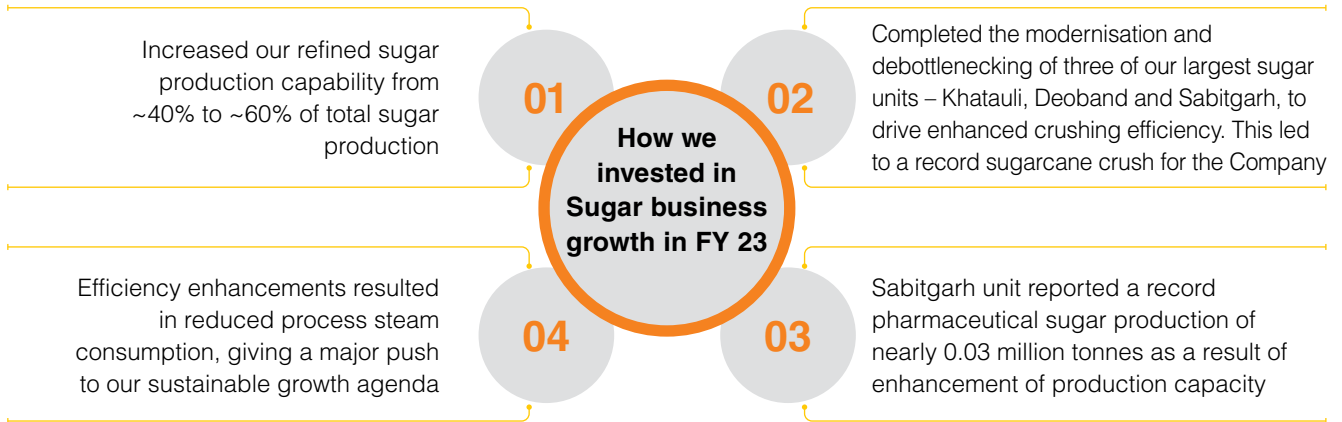 How we
invested in
Sugar business
growth in FY 23
01
Increased our refined sugar
production capability from
~40% to ~60% of total sugar
production
02
Completed the modernisation and
debottlenecking of three of our largest sugar
units – Khatauli, Deoband and Sabitgarh, to
drive enhanced crushing efficiency. This led
to a record sugarcane crush for the Company
03
Sabitgarh unit reported a record
pharmaceutical sugar production of
nearly 0.03 million tonnes as a result of
enhancement of production capacity
04
Efficiency enhancements resulted
in reduced process steam
consumption, giving a major push
to our sustainable growth agenda